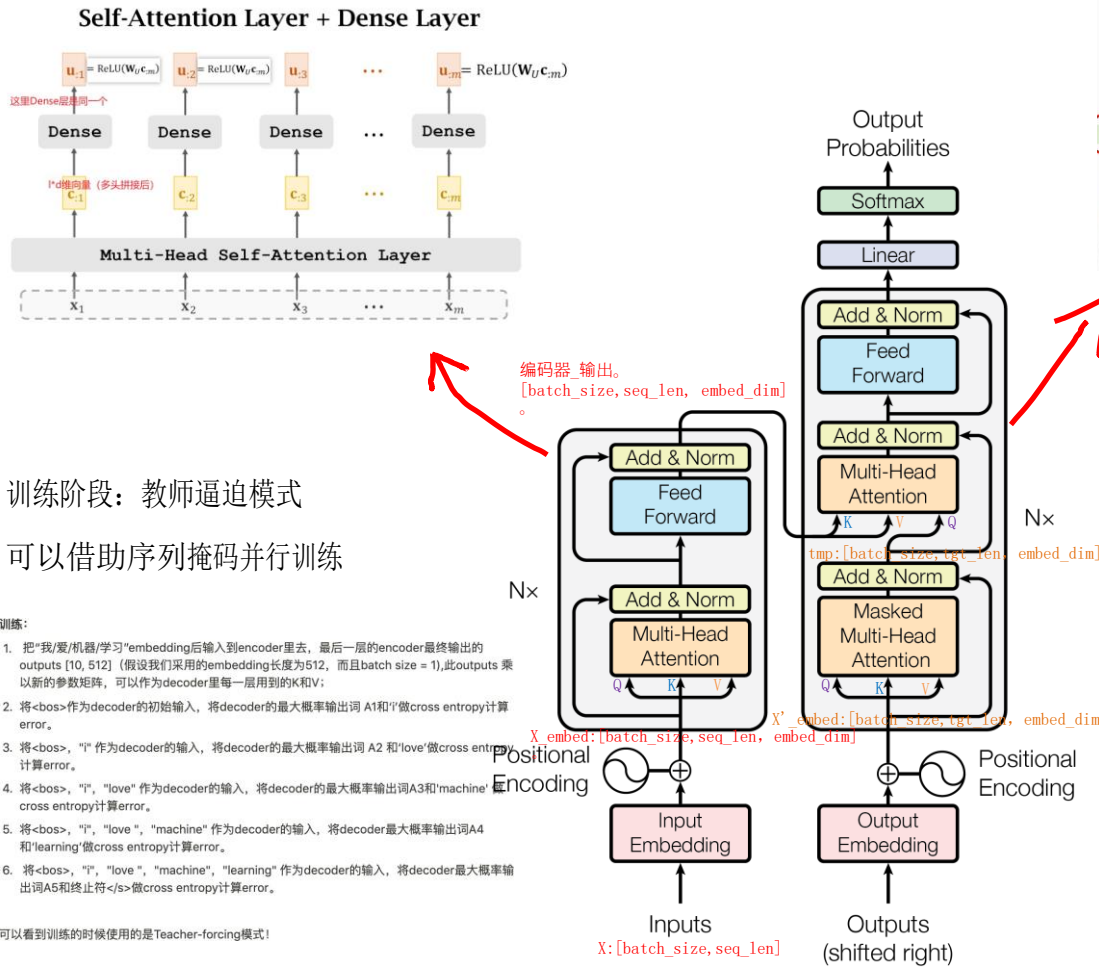 Self-Attention Layer + Dense Layer
u:1 = ReLU(W_U c:m) u:2 = ReLU(W_U c:m) u:3 ... u:m = ReLU(W_U c:m)
这里Dense层是同一个
Dense Dense Dense ... Dense
l*d维向量（多头拼接后）
c:1 c:2 c:3 ... c:m
Multi-Head Self-Attention Layer
x1 x2 x3 ... xm
训练阶段：教师逼迫模式
可以借助序列掩码并行训练
训练：
1. 把“我/爱/机器/学习”embedding后输入到encoder里去，最后一层的encoder最终输出的
outputs [10, 512]（假设我们采用的embedding长度为512，而且batch size = 1),此outputs 乘
以新的参数矩阵，可以作为decoder里每一层用到的K和V；
2. 将<bos>作为decoder的初始输入，将decoder的最大概率输出词 A1和‘i’做cross entropy计算
error。
3. 将<bos>，"i" 作为decoder的输入，将decoder的最大概率输出词 A2 和‘love’做cross entropy
计算error。
4. 将<bos>，"i"，"love" 作为decoder的输入，将decoder的最大概率输出词A3和'machine' 做
cross entropy计算error。
5. 将<bos>，"i"，"love "，"machine" 作为decoder的输入，将decoder最大概率输出词A4
和‘learning’做cross entropy计算error。
6. 将<bos>，"i"，"love "，"machine"，"learning" 作为decoder的输入，将decoder最大概率输
出词A5和终止符</s>做cross entropy计算error。
可以看到训练的时候使用的是Teacher-forcing模式！
编码器_输出。
[batch_size,seq_len, embed_dim]
。
Add & Norm
Feed
Forward
N×
Add & Norm
Multi-Head
Attention
Q K V
X_embed:[batch_size,seq_len, embed_dim]
Positional
Encoding
Input
Embedding
Inputs
X:[batch_size,seq_len]
Output
Probabilities
Softmax
Linear
Add & Norm
Feed
Forward
Add & Norm
Multi-Head
Attention
K V Q
N×
tmp:[batch_size,tgt_len, embed_dim]
Add & Norm
Masked
Multi-Head
Attention
Q K V
X'_embed:[batch_size,tgt_len, embed_dim
Positional
Encoding
Output
Embedding
Outputs
(shifted right)